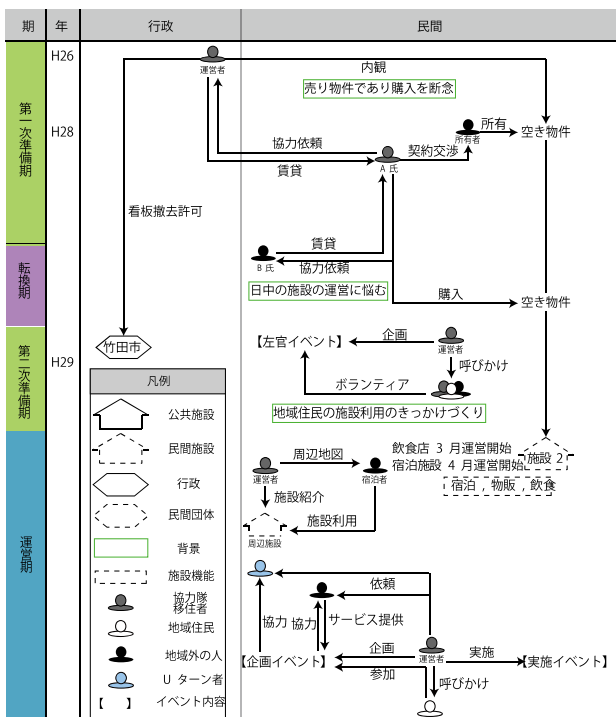 期 年 行政 民間
第一次準備期
転換期
第二次準備期
運営期
H26
H28
H29
運営者
内観
売り物件であり購入を断念
所有
所有者
空き物件
協力依頼
契約交渉
A 氏
賃貸
看板撤去許可
賃貸
B 氏
協力依頼
日中の施設の運営に悩む
購入
空き物件
竹田市
【左官イベント】
企画
運営者
呼びかけ
ボランティア
地域住民の施設利用のきっかけづくり
飲食店 3 月運営開始
宿泊施設 4 月運営開始
施設 2
宿泊 , 物販 , 飲食
運営者
周辺地図
宿泊者
施設紹介
施設利用
周辺施設
依頼
協力
協力
サービス提供
【企画イベント】
企画
参加
運営者
実施
【実施イベント】
呼びかけ
凡例
公共施設
民間施設
行政
民間団体
背景
施設機能
協力隊
移住者
地域住民
地域外の人
U ターン者
【 】 イベント内容